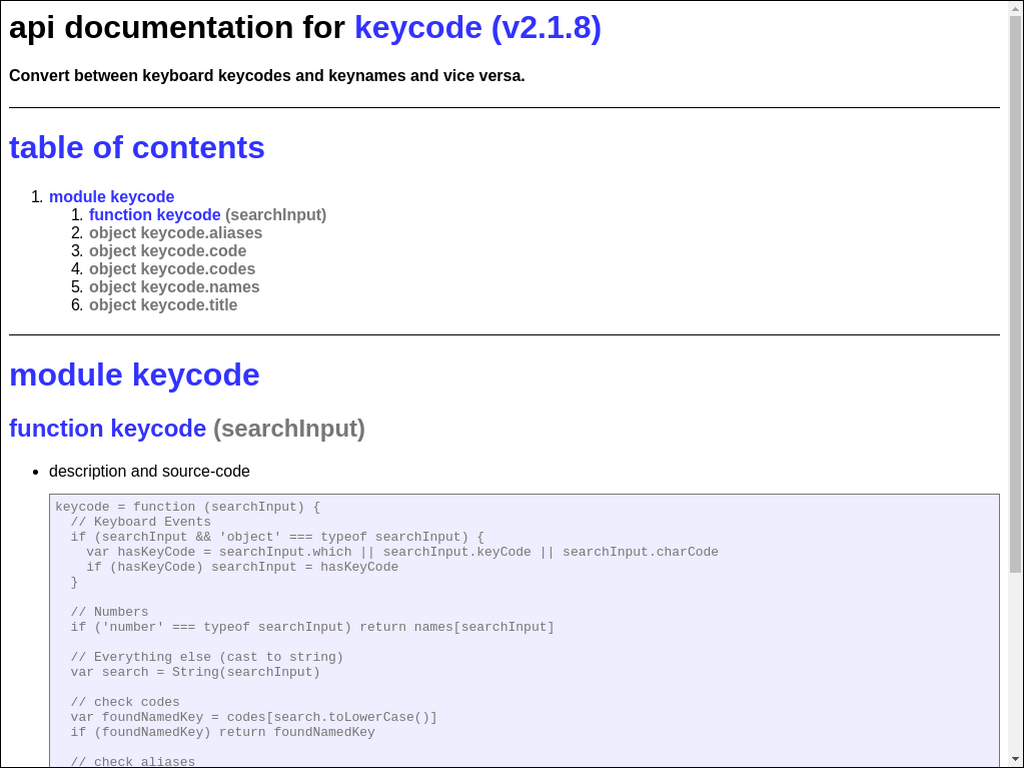 api documentation for keycode (v2.1.8)
Convert between keyboard keycodes and keynames and vice versa.
table of contents
1. module keycode
1. function keycode (searchInput)
2. object keycode.aliases
3. object keycode.code
4. object keycode.codes
5. object keycode.names
6. object keycode.title
module keycode
function keycode (searchInput)
• description and source-code
keycode = function (searchInput) {
  // Keyboard Events
  if (searchInput && 'object' === typeof searchInput) {
    var hasKeyCode = searchInput.which || searchInput.keyCode || searchInput.charCode
    if (hasKeyCode) searchInput = hasKeyCode
  }
  // Numbers
  if ('number' === typeof searchInput) return names[searchInput]
  // Everything else (cast to string)
  var search = String(searchInput)
  // check codes
  var foundNamedKey = codes[search.toLowerCase()]
  if (foundNamedKey) return foundNamedKey
  // check aliases